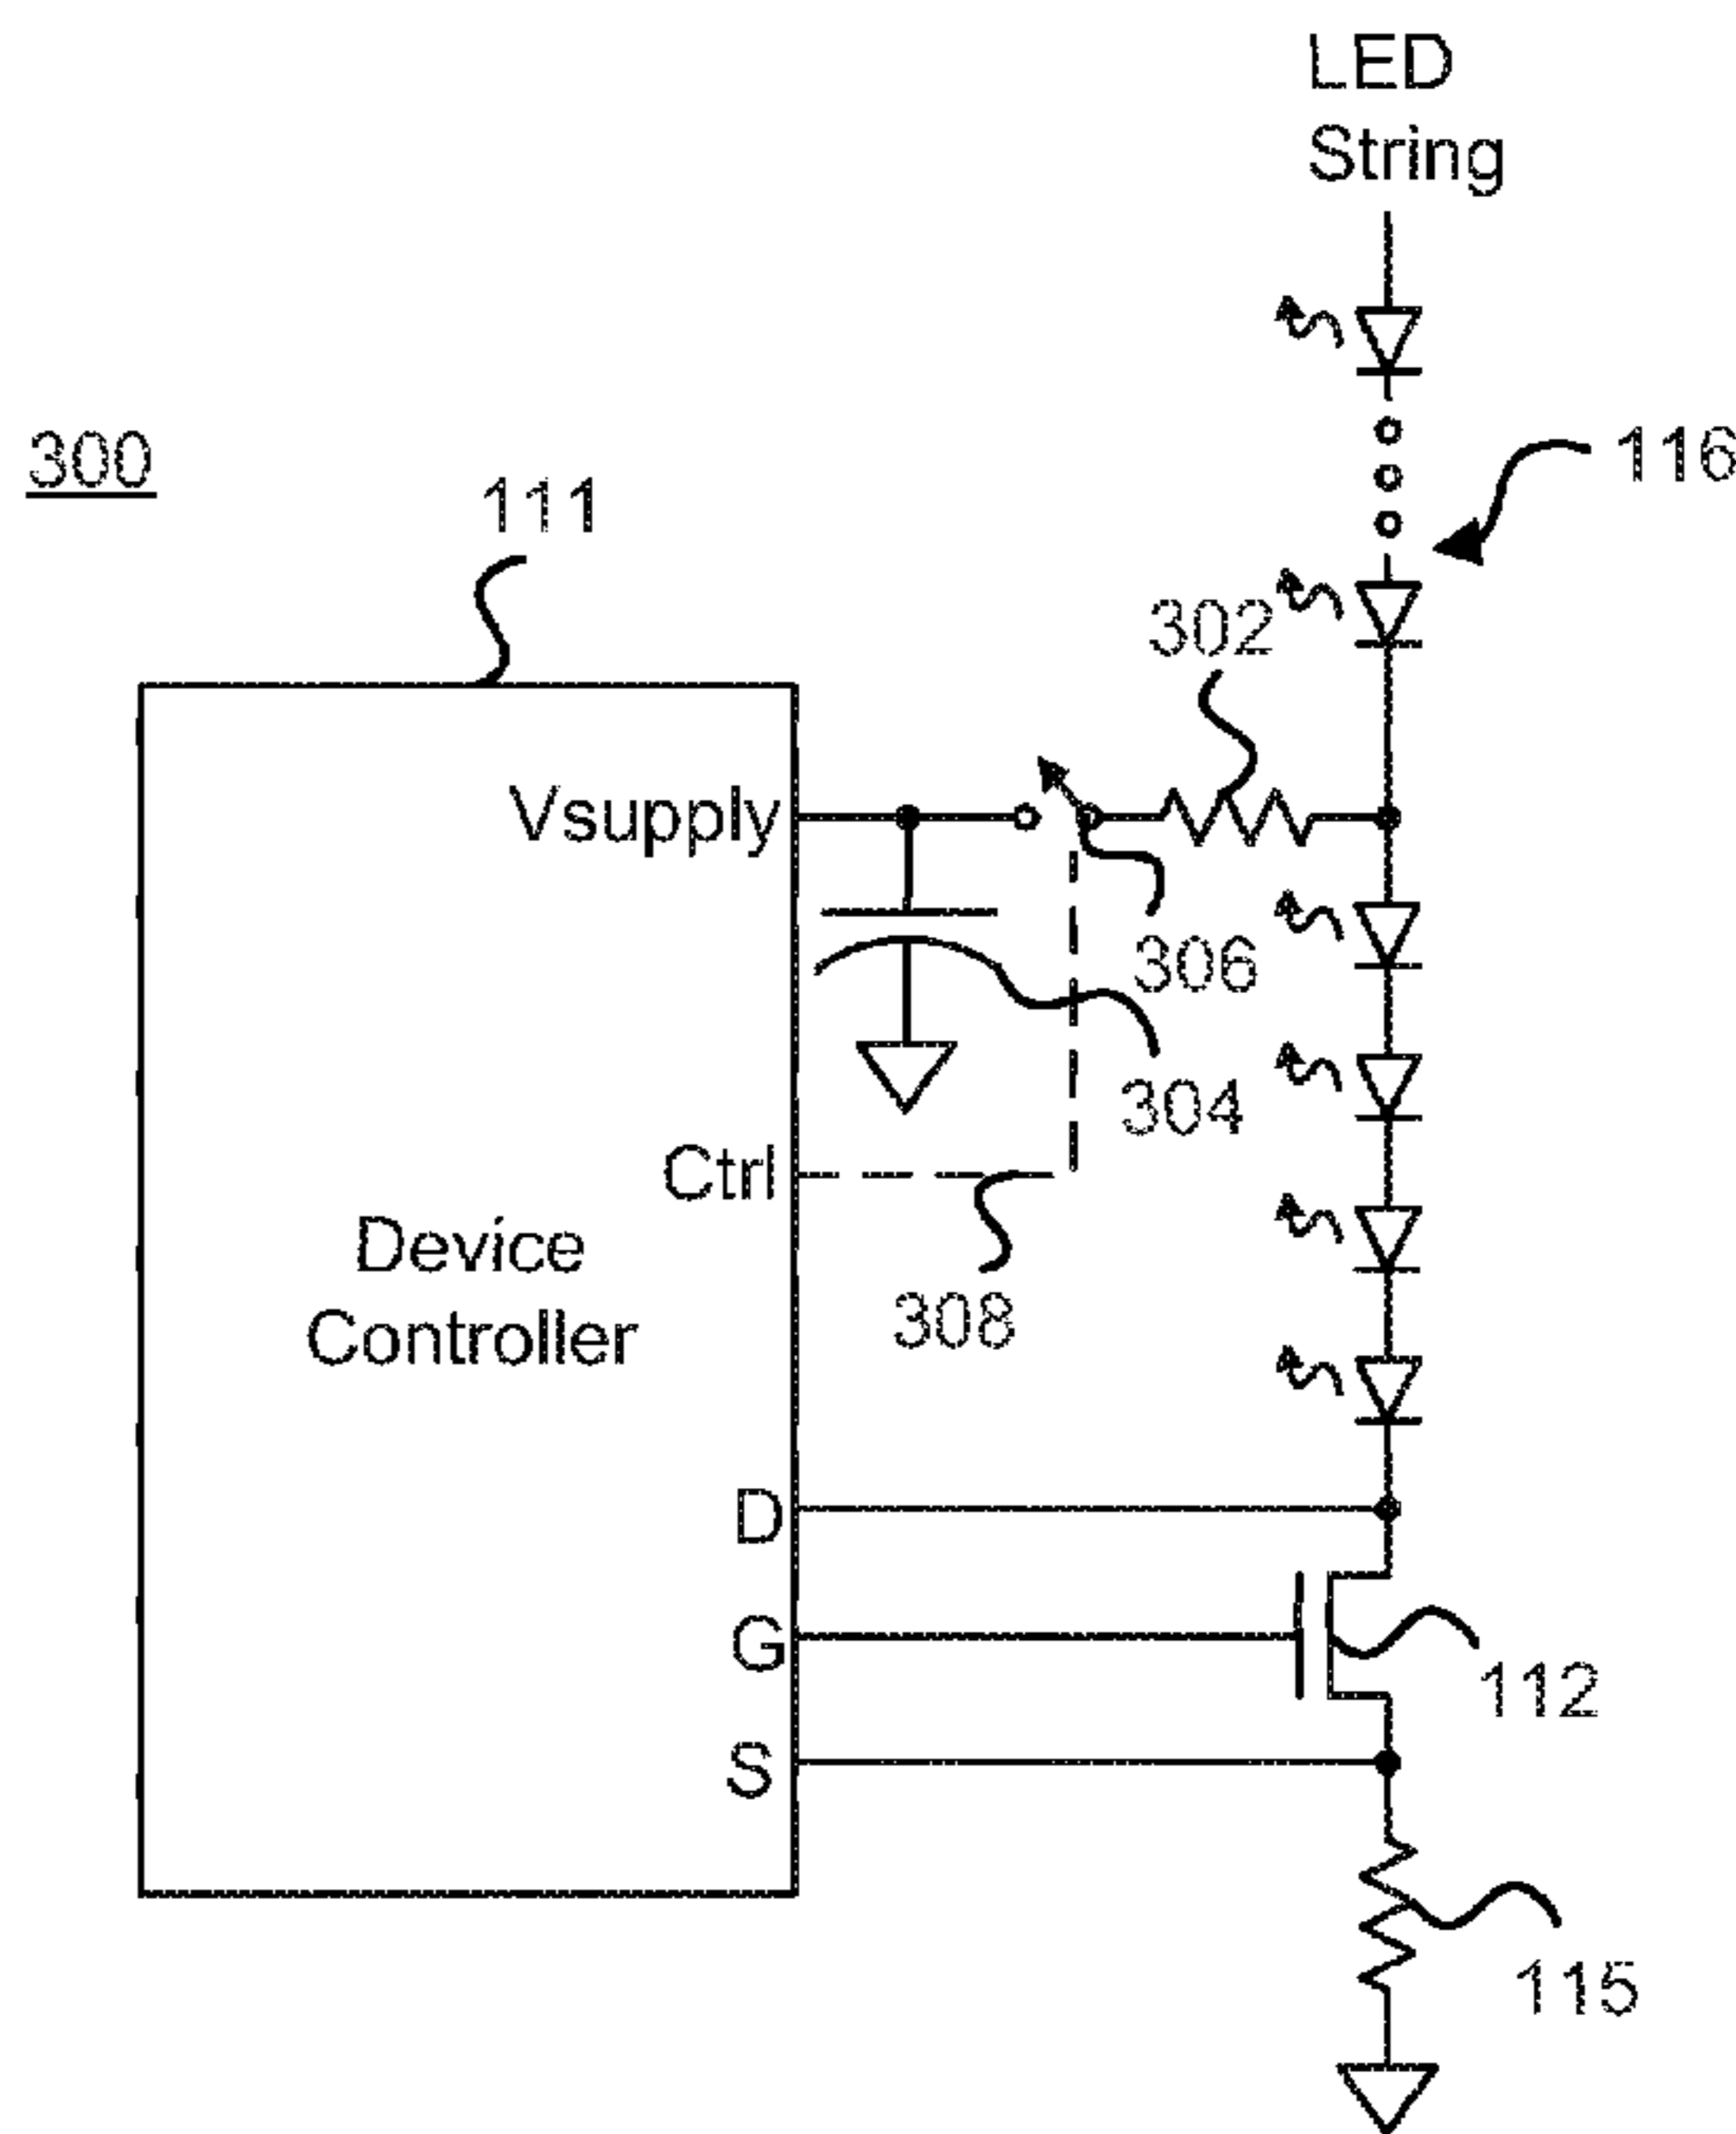 LED
String
300
116
111
302
Vsupply
306
304
Ctrl
Device
Controller
308
D
G
112
S
115